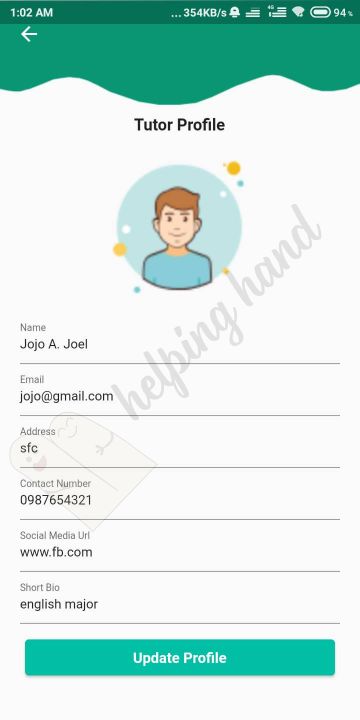 1:02 AM ... 354KB/s 4G 94%
Tutor Profile
helping hand
Name
Jojo A. Joel
Email
jojo@gmail.com
Address
sfc
Contact Number
0987654321
Social Media Url
www.fb.com
Short Bio
english major
Update Profile